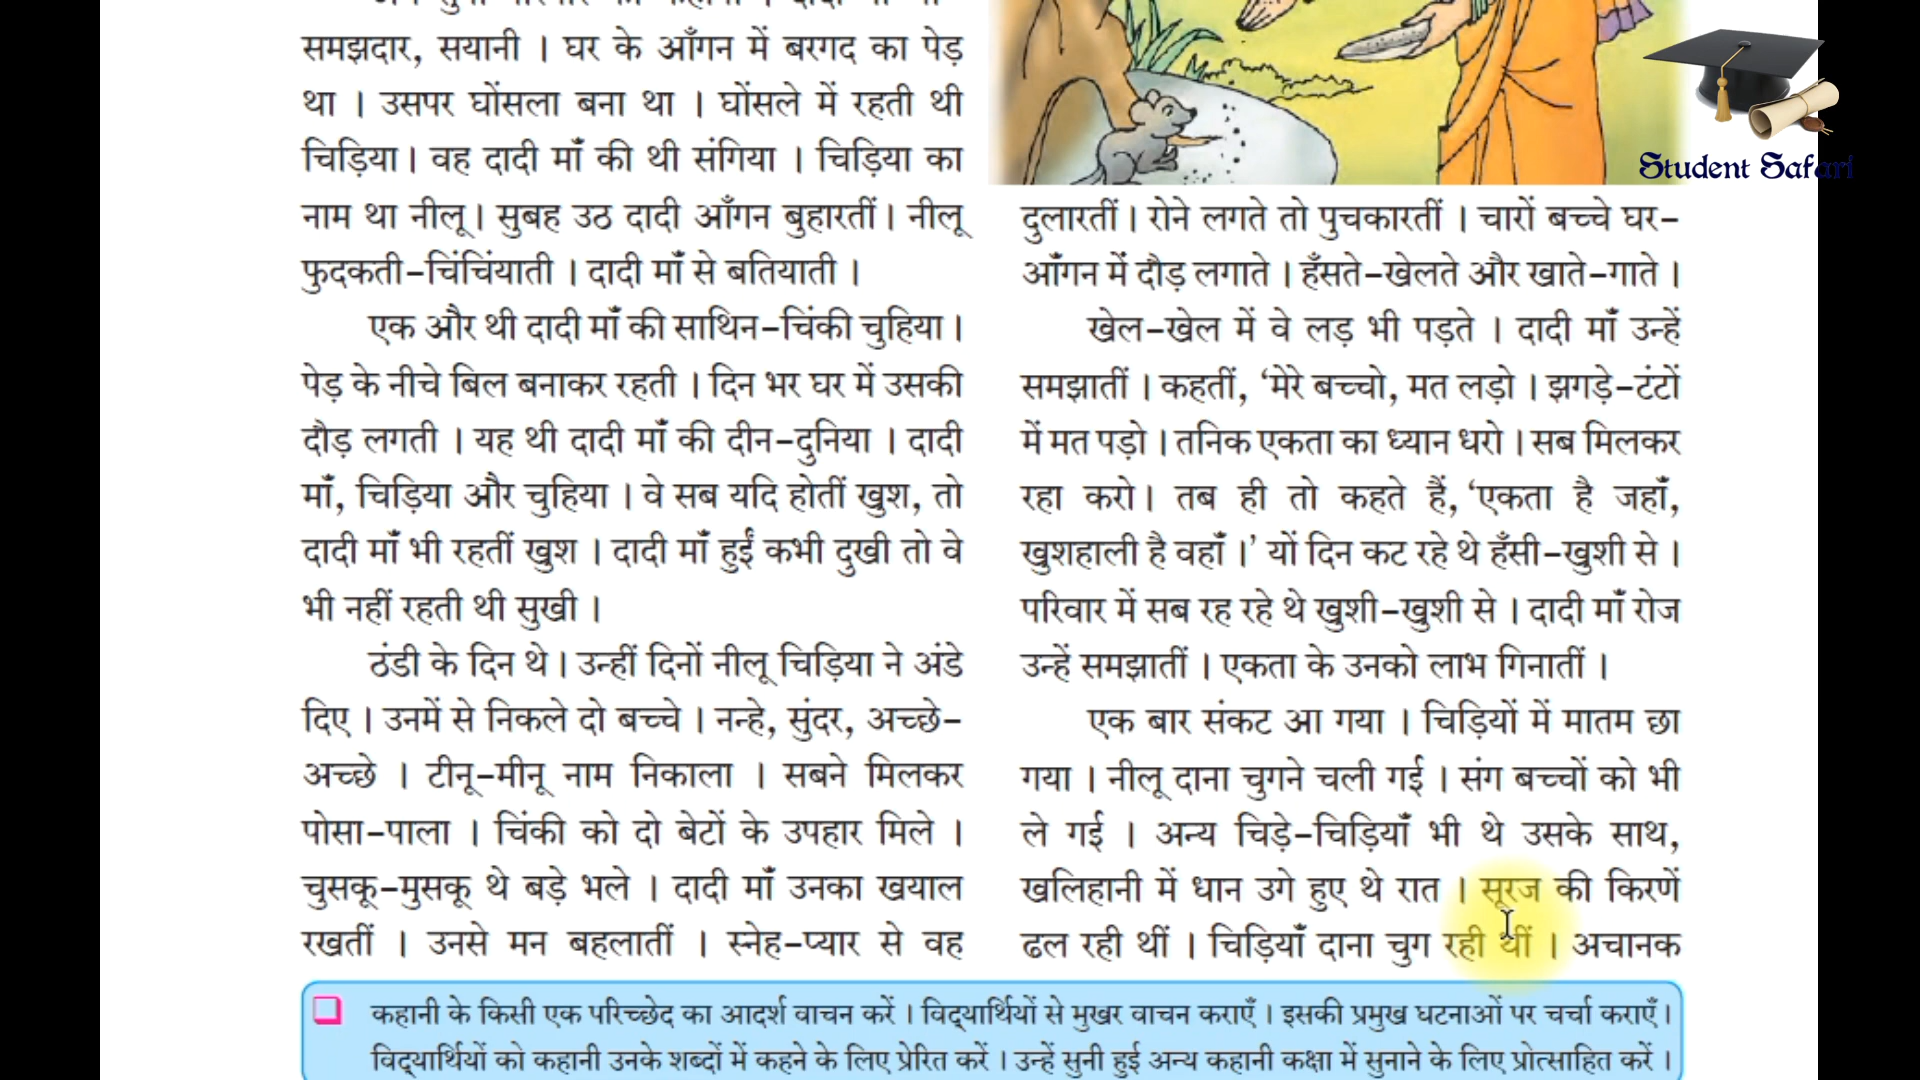 समझदार, सयानी । घर के आँगन में बरगद का पेड़
था । उसपर घोंसला बना था । घोंसले में रहती थी
चिड़िया। वह दादी माँ की थी संगिया । चिड़िया का
नाम था नीलू। सुबह उठ दादी आँगन बुहारतीं। नीलू
फुदकती-चिंचिंयाती । दादी माँ से बतियाती ।
एक और थी दादी माँ की साथिन-चिंकी चुहिया।
पेड़ के नीचे बिल बनाकर रहती । दिन भर घर में उसकी
दौड़ लगती । यह थी दादी माँ की दीन-दुनिया । दादी
माँ, चिड़िया और चुहिया । वे सब यदि होतीं खुश, तो
दादी माँ भी रहतीं खुश । दादी माँ हुईं कभी दुखी तो वे
भी नहीं रहती थी सुखी ।
ठंडी के दिन थे। उन्हीं दिनों नीलू चिड़िया ने अंडे
दिए । उनमें से निकले दो बच्चे । नन्हे, सुंदर, अच्छे-
अच्छे । टीनू-मीनू नाम निकाला । सबने मिलकर
पोसा-पाला । चिंकी को दो बेटों के उपहार मिले ।
चुसकू-मुसकू थे बड़े भले । दादी माँ उनका खयाल
रखतीं । उनसे मन बहलातीं । स्नेह-प्यार से वह
दुलारतीं। रोने लगते तो पुचकारतीं । चारों बच्चे घर-
आँगन में दौड़ लगाते। हँसते-खेलते और खाते-गाते ।
खेल-खेल में वे लड़ भी पड़ते । दादी माँ उन्हें
समझातीं । कहतीं, ‘मेरे बच्चो, मत लड़ो । झगड़े-टंटों
में मत पड़ो। तनिक एकता का ध्यान धरो। सब मिलकर
रहा करो। तब ही तो कहते हैं, ‘एकता है जहाँ,
खुशहाली है वहाँ ।’ यों दिन कट रहे थे हँसी-खुशी से ।
परिवार में सब रह रहे थे खुशी-खुशी से । दादी माँ रोज
उन्हें समझातीं । एकता के उनको लाभ गिनातीं ।
एक बार संकट आ गया । चिड़ियों में मातम छा
गया । नीलू दाना चुगने चली गई । संग बच्चों को भी
ले गई । अन्य चिड़े-चिड़ियाँ भी थे उसके साथ,
खलिहानी में धान उगे हुए थे रात । सूरज की किरणें
ढल रही थीं । चिड़ियाँ दाना चुग रही थीं । अचानक
कहानी के किसी एक परिच्छेद का आदर्श वाचन करें । विद्‌यार्थियों से मुखर वाचन कराएँ । इसकी प्रमुख घटनाओं पर चर्चा कराएँ।
विद्‌यार्थियों को कहानी उनके शब्दों में कहने के लिए प्रेरित करें । उन्हें सुनी हुई अन्य कहानी कक्षा में सुनाने के लिए प्रोत्साहित करें ।
Student Safari